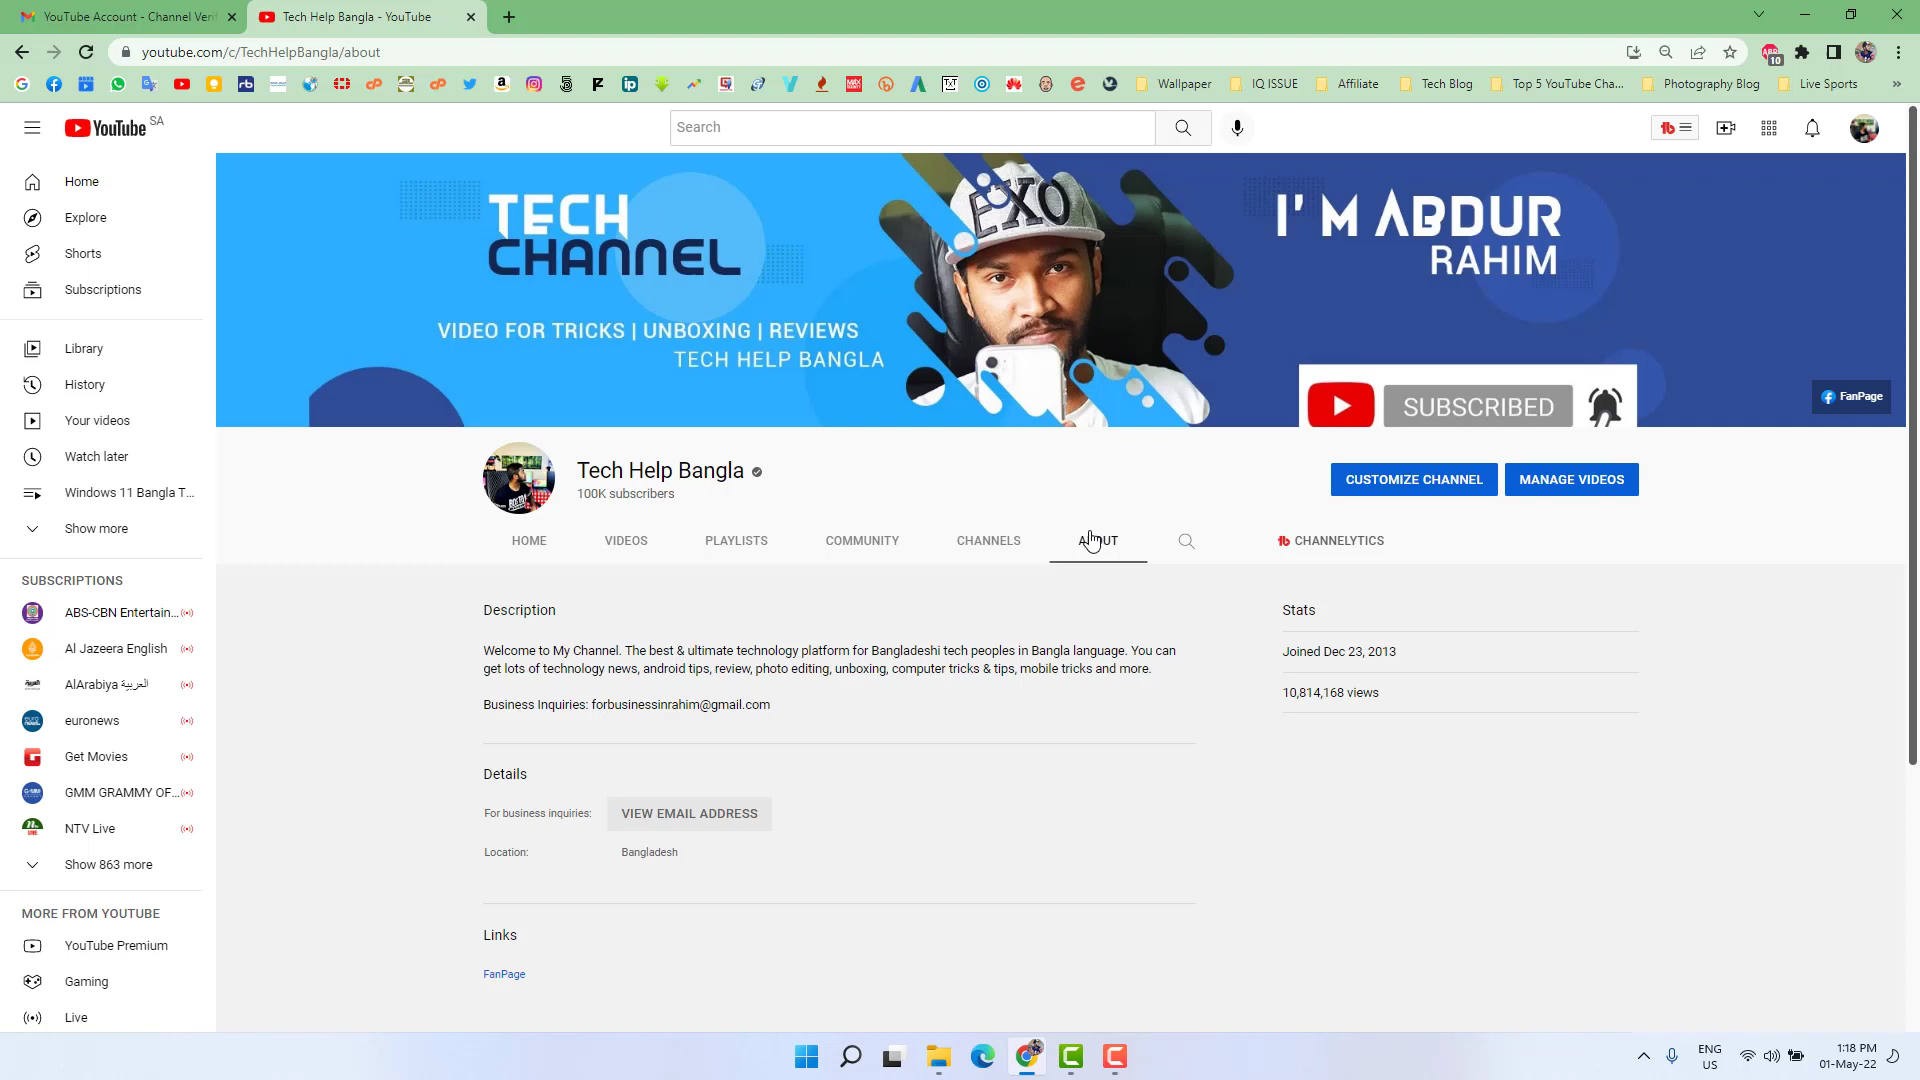 YouTube Account - Channel Veri
Tech Help Bangla - YouTube
youtube.com/c/TechHelpBangla/about
10
Wallpaper
IQ ISSUE
Affiliate
Tech Blog
Top 5 YouTube Cha...
Photography Blog
Live Sports
YouTube SA
Search
Home
Explore
Shorts
Subscriptions
Library
History
Your videos
Watch later
Windows 11 Bangla T...
Show more
SUBSCRIPTIONS
ABS-CBN Entertain...
Al Jazeera English
AlArabiya العربية
euronews
Get Movies
GMM GRAMMY OF...
NTV Live
Show 863 more
MORE FROM YOUTUBE
YouTube Premium
Gaming
Live
TECH
CHANNEL
VIDEO FOR TRICKS | UNBOXING | REVIEWS
TECH HELP BANGLA
EXO
I' M ABDUR
RAHIM
SUBSCRIBED
FanPage
Tech Help Bangla
100K subscribers
CUSTOMIZE CHANNEL
MANAGE VIDEOS
HOME
VIDEOS
PLAYLISTS
COMMUNITY
CHANNELS
ABOUT
CHANNELYTICS
Description
Welcome to My Channel. The best & ultimate technology platform for Bangladeshi tech peoples in Bangla language. You can
get lots of technology news, android tips, review, photo editing, unboxing, computer tricks & tips, mobile tricks and more.
Business Inquiries: forbusinessinrahim@gmail.com
Details
For business inquiries:
VIEW EMAIL ADDRESS
Location:
Bangladesh
Links
FanPage
Stats
Joined Dec 23, 2013
10,814,168 views
ENG
US
1:18 PM
01-May-22